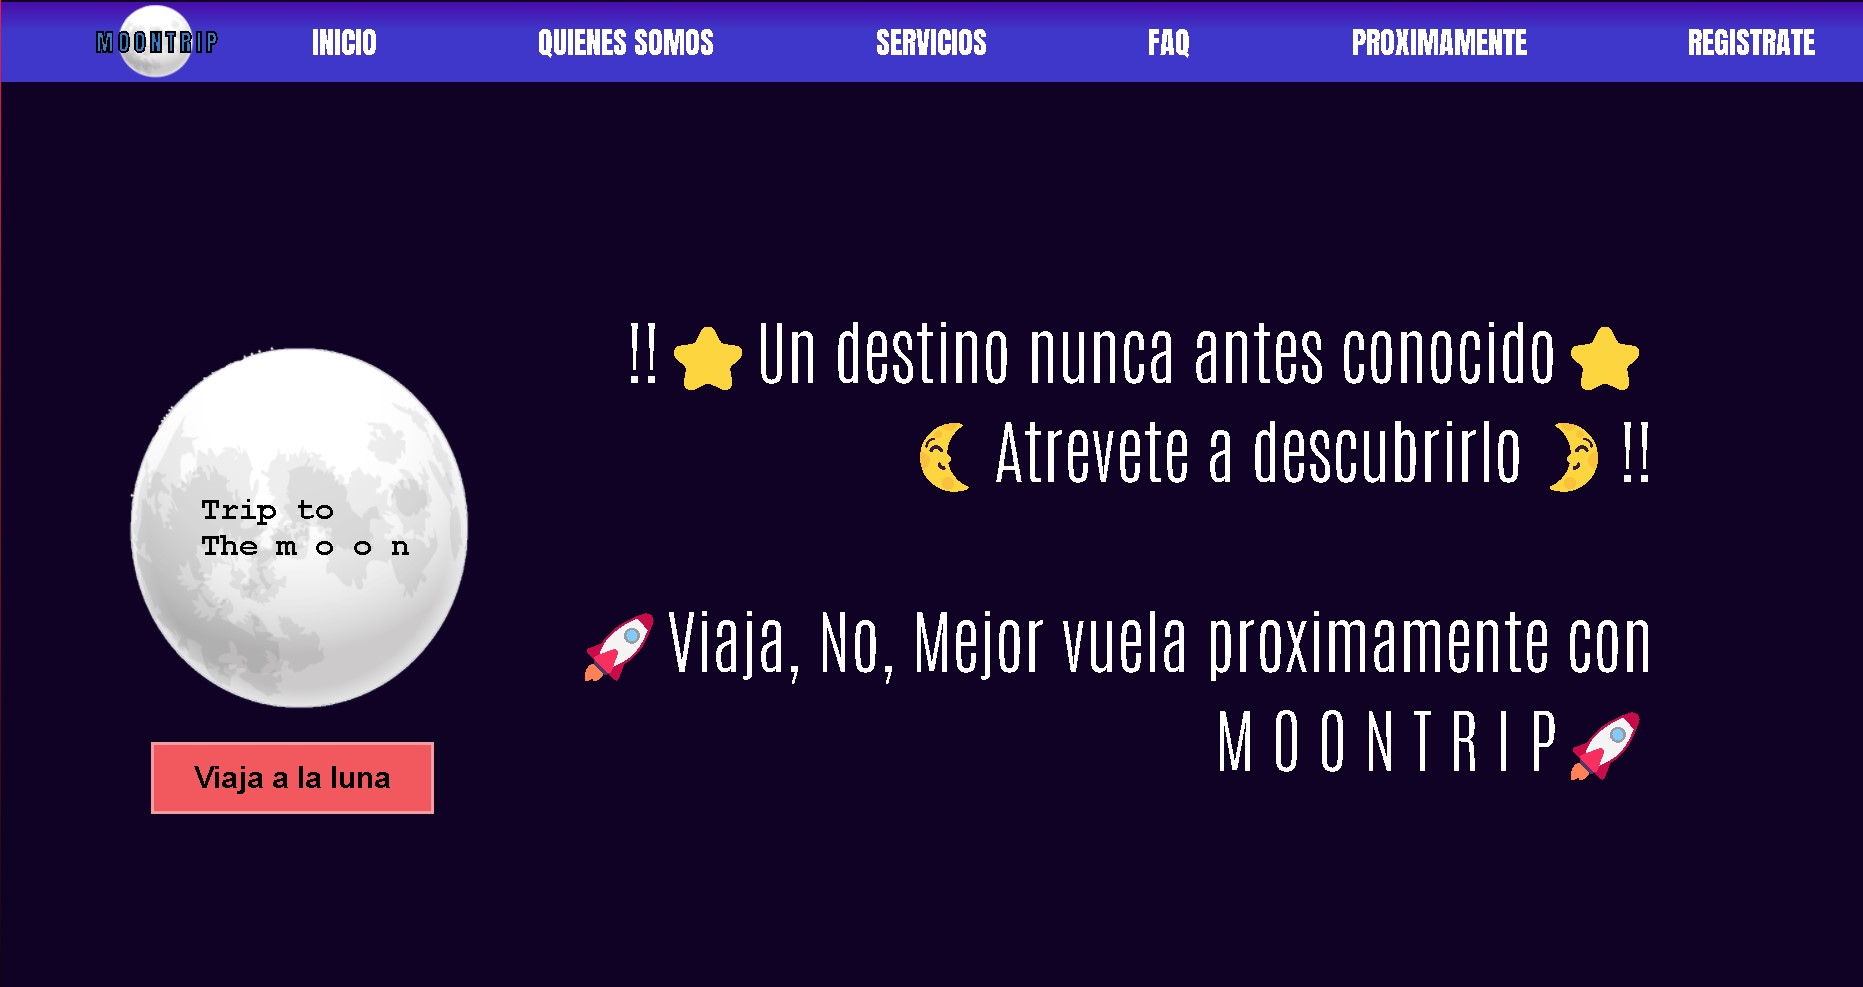 MOONTRIP
INICIO
QUIENES SOMOS
SERVICIOS
FAQ
PROXIMAMENTE
REGISTRATE
!! ⭐ Un destino nunca antes conocido ⭐
🌜 Atrevete a descubrirlo 🌛 !!
Trip to
The m o o n
🚀 Viaja, No, Mejor vuela proximamente con
M O O N T R I P 🚀
Viaja a la luna